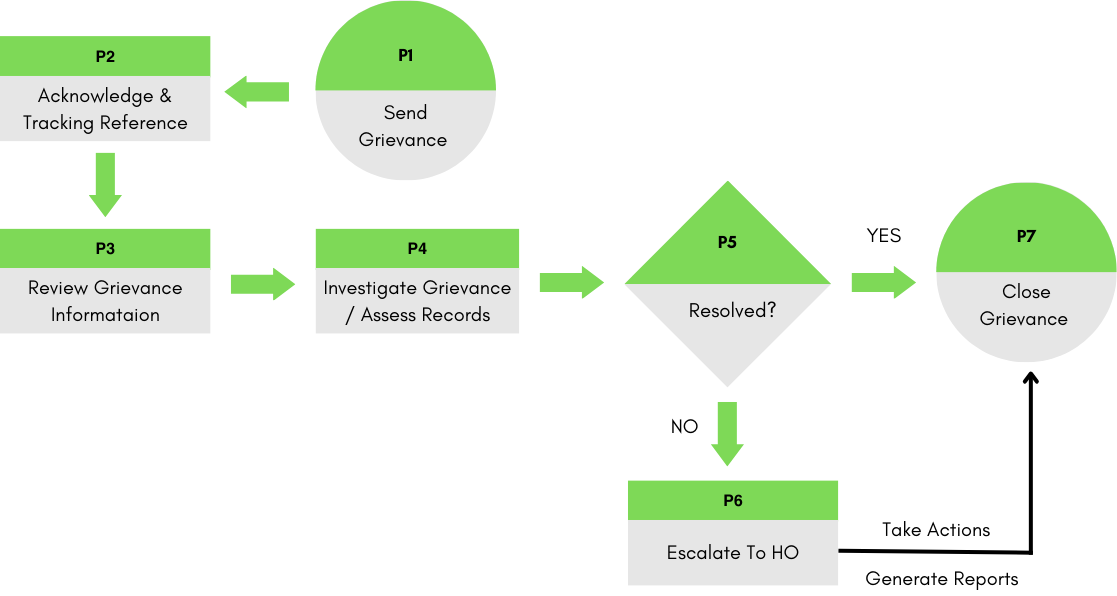 P1
Send
Grievance
P2
Acknowledge &
Tracking Reference
P3
Review Grievance
Informataion
P4
Investigate Grievance
/ Assess Records
P5
Resolved?
YES
P7
Close
Grievance
NO
P6
Escalate To HO
Take Actions
Generate Reports